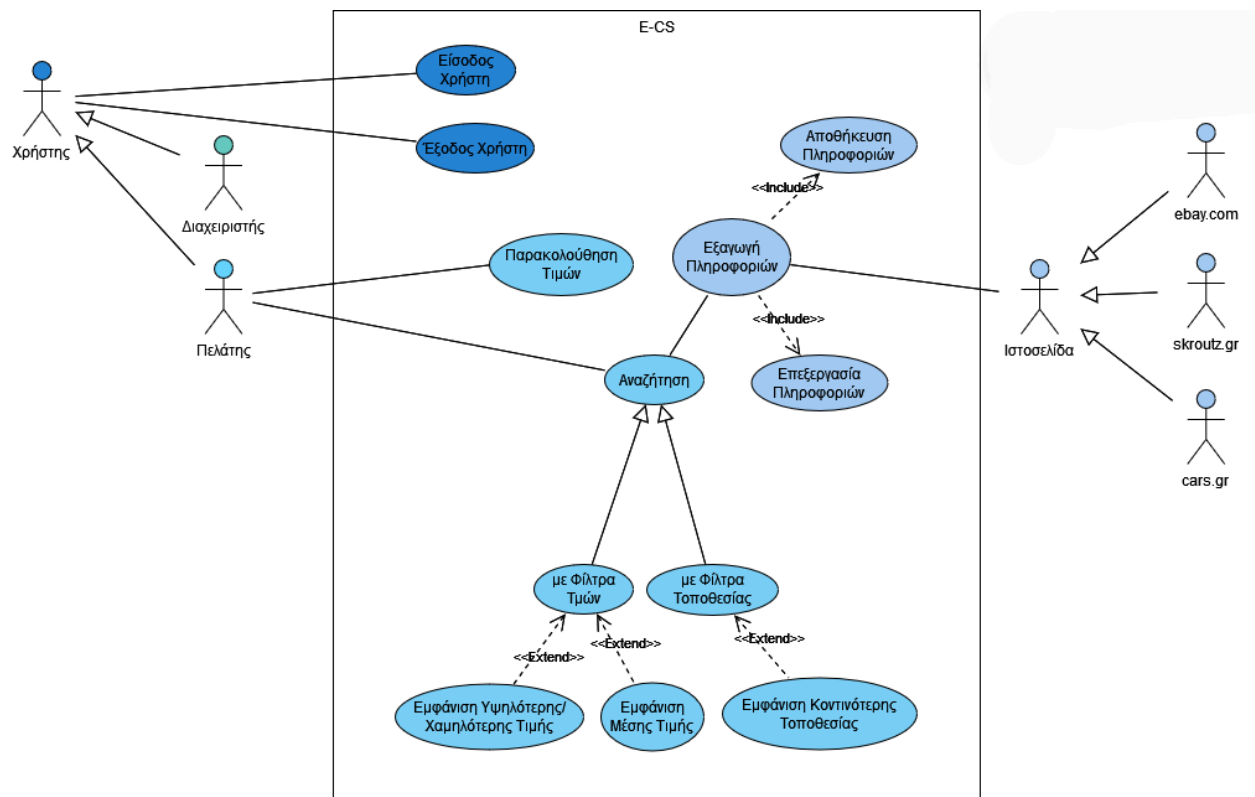 E-CS
Είσοδος
Χρήστη
Χρήστης
Έξοδος Χρήστη
Αποθήκευση
Πληροφοριών
<<Include>>
ebay.com
Διαχειριστής
Παρακολούθηση
Τιμών
Εξαγωγή
Πληροφοριών
<<Include>>
Πελάτης
Ιστοσελίδα
skroutz.gr
Αναζήτηση
Επεξεργασία
Πληροφοριών
cars.gr
με Φίλτρα
Τμών
με Φίλτρα
Τοποθεσίας
<<Extend>>
<<Extend>>
<<Extend>>
Εμφάνιση Υψηλότερης/
Χαμηλότερης Τιμής
Εμφάνιση
Μέσης Τιμής
Εμφάνιση Κοντινότερης
Τοποθεσίας